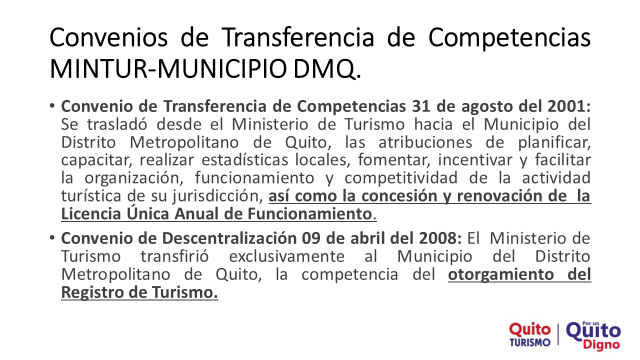 Convenios de Transferencia de Competencias
MINTUR-MUNICIPIO DMQ.
• Convenio de Transferencia de Competencias 31 de agosto del 2001:
Se trasladó desde el Ministerio de Turismo hacia el Municipio del
Distrito Metropolitano de Quito, las atribuciones de planificar,
capacitar, realizar estadísticas locales, fomentar, incentivar y facilitar
la organización, funcionamiento y competitividad de la actividad
turística de su jurisdicción, así como la concesión y renovación de la
Licencia Única Anual de Funcionamiento.
• Convenio de Descentralización 09 de abril del 2008: El Ministerio de
Turismo transfirió exclusivamente al Municipio del Distrito
Metropolitano de Quito, la competencia del otorgamiento del
Registro de Turismo.
Quito
TURISMO
Por un
Quito
Digno